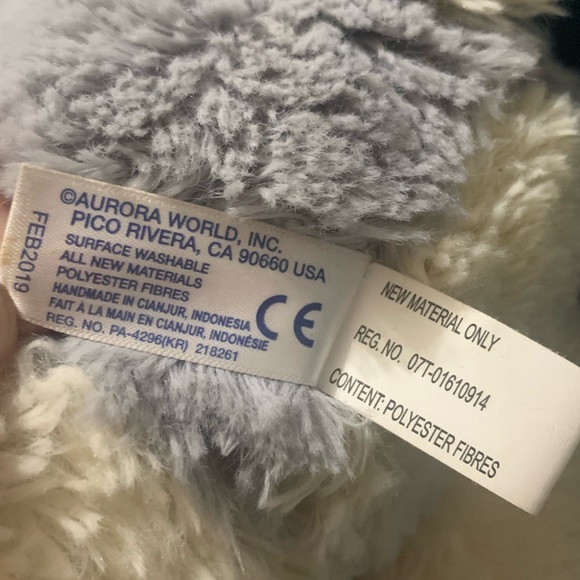 ©AURORA WORLD, INC.
PICO RIVERA, CA 90660 USA
SURFACE WASHABLE
ALL NEW MATERIALS
POLYESTER FIBRES
HANDMADE IN CIANJUR, INDONESIA
FAIT À LA MAIN EN CIANJUR, INDONÉSIE
REG. NO. PA-4296(KR) 218261
FEB2019
CE
NEW MATERIAL ONLY
REG. NO. 07T-01610914
CONTENT: POLYESTER FIBRES